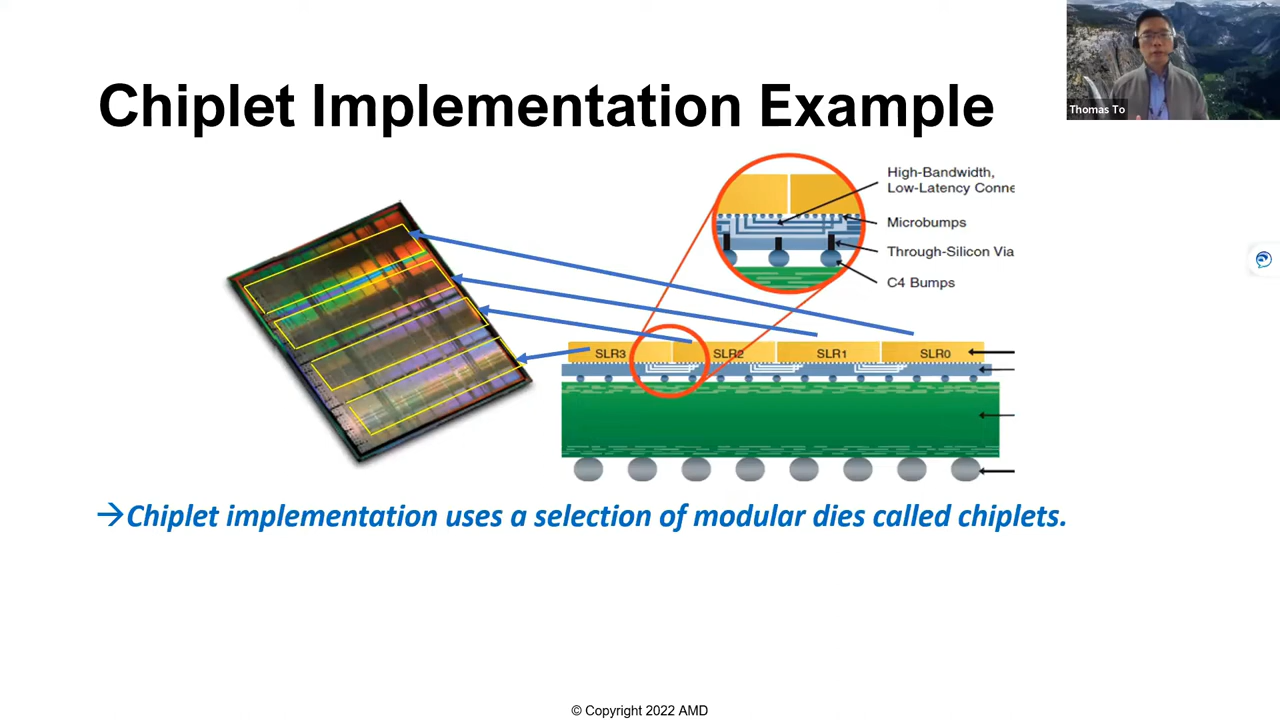 Chiplet Implementation Example
Thomas To
High-Bandwidth,
Low-Latency Conne
Microbumps
Through-Silicon Via
C4 Bumps
SLR3
SLR2
SLR1
SLR0
→Chiplet implementation uses a selection of modular dies called chiplets.
© Copyright 2022 AMD